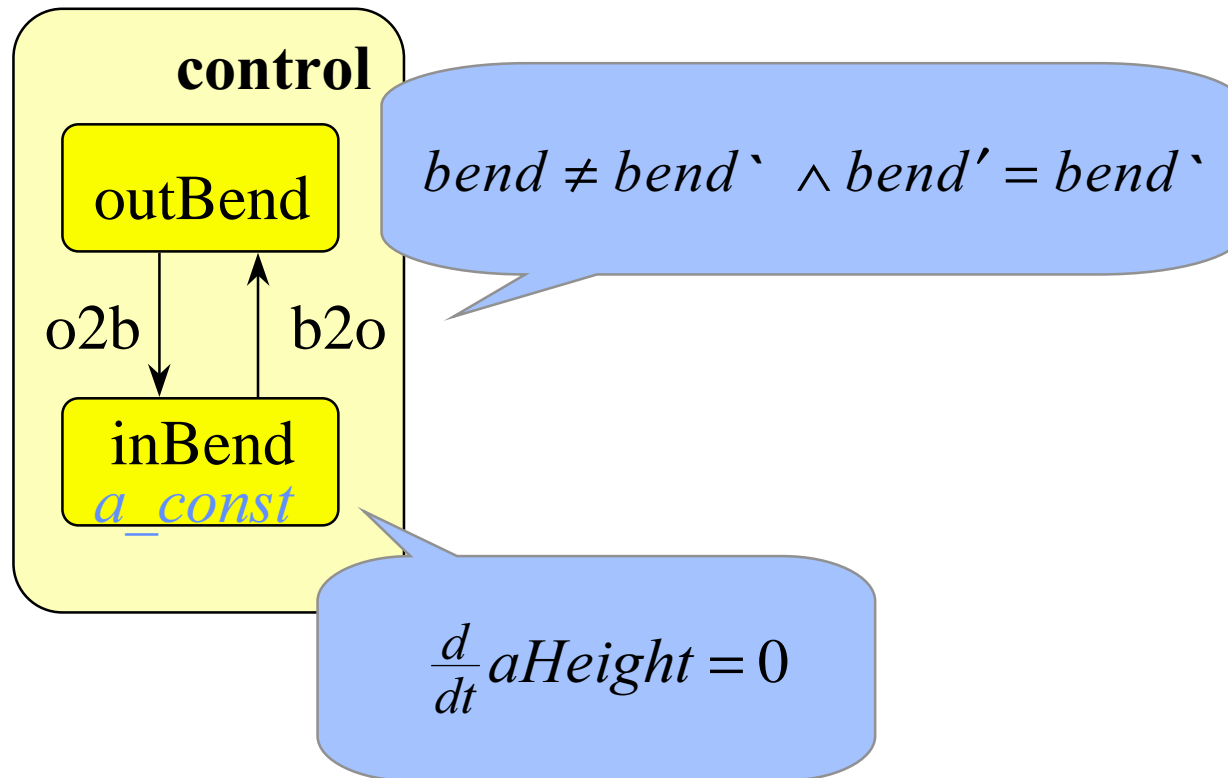 control
bend ≠ bend` ∧ bend′ = bend`
outBend
o2b b2o
inBend
a_const
d/dt aHeight = 0